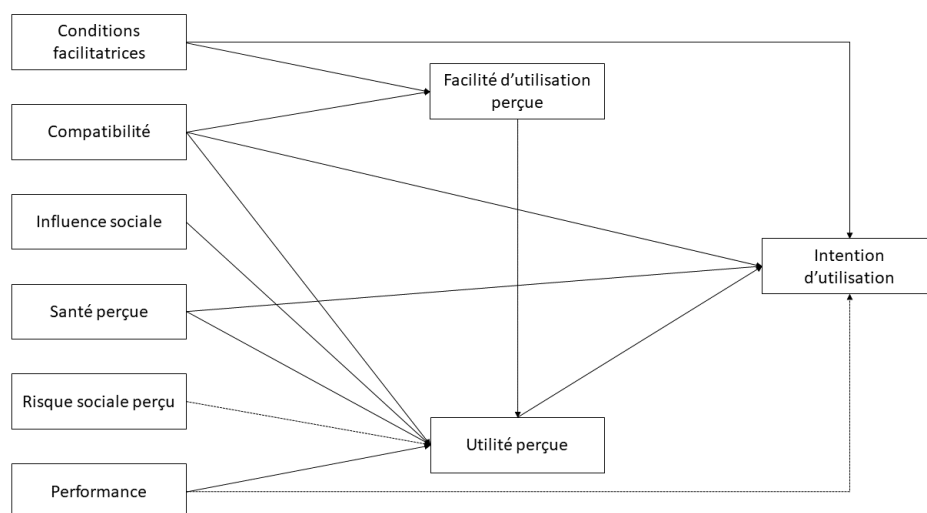 Conditions
facilitatrices
Facilité d'utilisation
perçue
Compatibilité
Influence sociale
Intention
d'utilisation
Santé perçue
Risque sociale perçu
Utilité perçue
Performance